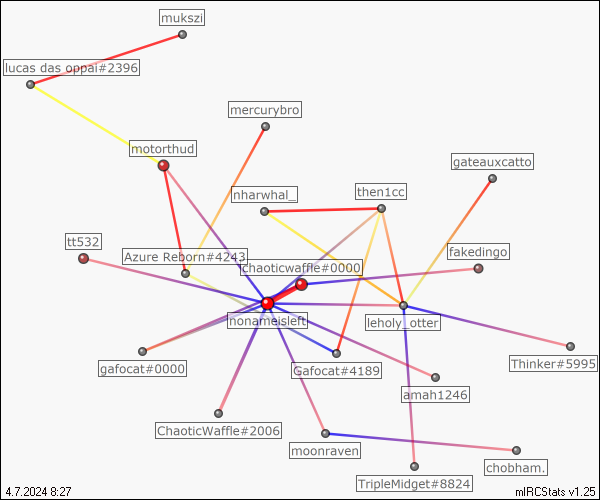 mukszi
lucas das oppai#2396
mercurybro
motorthud
gateauxcatto
then1cc
nharwhal_
tt532
fakedingo
Azure Reborn#4243
chaoticwaffle#0000
nonameisleft
leholy_otter
gafocat#0000
Gafocat#4189
Thinker#5995
amah1246
ChaoticWaffle#2006
moonraven
chobham.
TripleMidget#8824
4.7.2024 8:27
mIRCStats v1.25